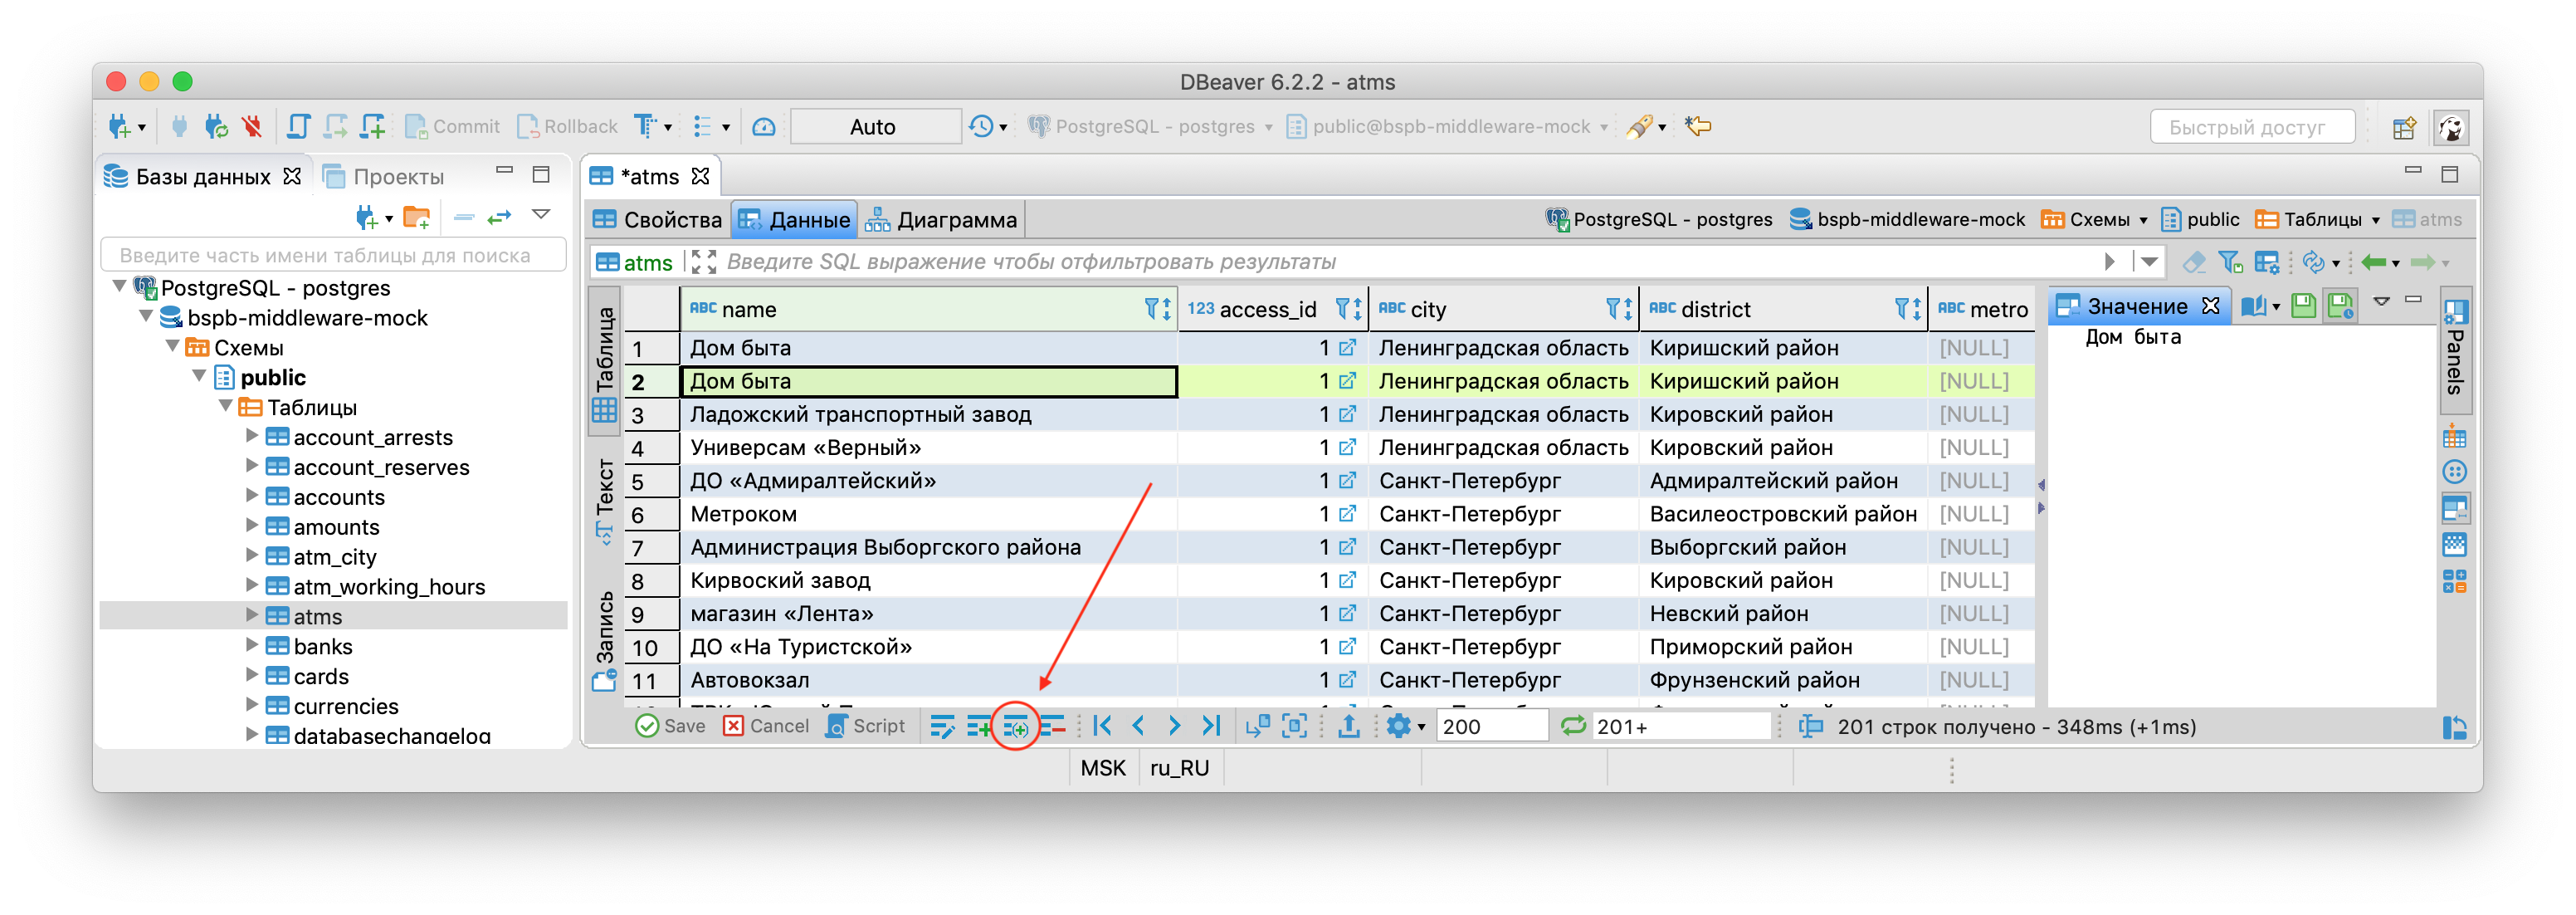 DBeaver 6.2.2 - atms
Commit
Rollback
Auto
PostgreSQL - postgres
public@bspb-middleware-mock
Быстрый доступ
Базы данных
Проекты
Введите часть имени таблицы для поиска
PostgreSQL - postgres
bspb-middleware-mock
Схемы
public
Таблицы
account_arrests
account_reserves
accounts
amounts
atm_city
atm_working_hours
atms
banks
cards
currencies
databasechangelog
*atms
Свойства
Данные
Диаграмма
PostgreSQL - postgres
bspb-middleware-mock
Схемы
public
Таблицы
atms
atms
Введите SQL выражение чтобы отфильтровать результаты
Таблица
Текст
Запись
ABC name 123 access_id ABC city ABC district ABC metro
1 Дом быта 1 Ленинградская область Киришский район [NULL]
2 Дом быта 1 Ленинградская область Киришский район [NULL]
3 Ладожский транспортный завод 1 Ленинградская область Кировский район [NULL]
4 Универсам «Верный» 1 Ленинградская область Кировский район [NULL]
5 ДО «Адмиралтейский» 1 Санкт-Петербург Адмиралтейский район [NULL]
6 Метроком 1 Санкт-Петербург Василеостровский район [NULL]
7 Администрация Выборгского района 1 Санкт-Петербург Выборгский район [NULL]
8 Кирвоский завод 1 Санкт-Петербург Кировский район [NULL]
9 магазин «Лента» 1 Санкт-Петербург Невский район [NULL]
10 ДО «На Туристской» 1 Санкт-Петербург Приморский район [NULL]
11 Автовокзал 1 Санкт-Петербург Фрунзенский район [NULL]
Значение
Дом быта
Panels
Save
Cancel
Script
200
201+
201 строк получено - 348ms (+1ms)
MSK
ru_RU